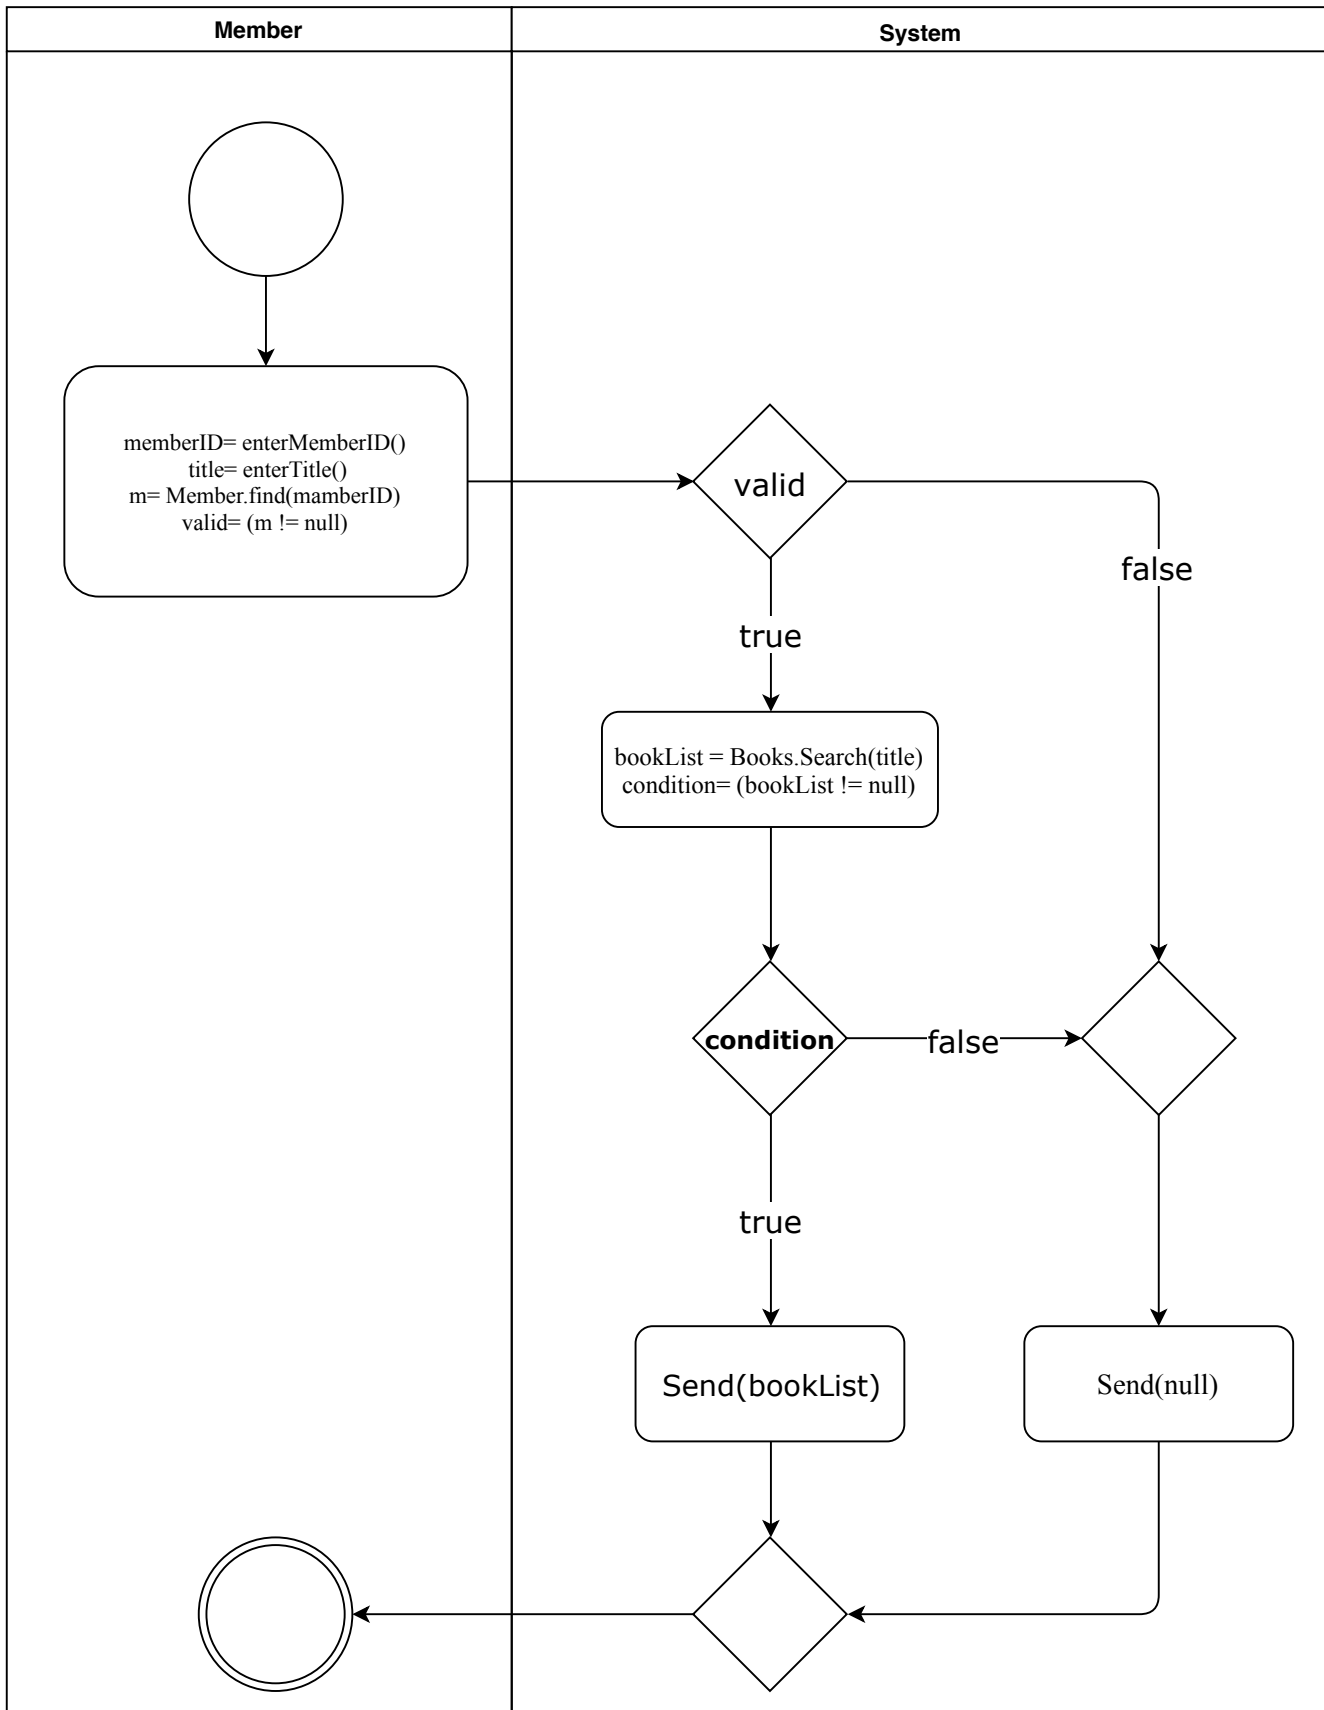 Member
System
memberID= enterMemberID()
title= enterTitle()
m= Member.find(mamberID)
valid= (m != null)
valid
false
true
bookList = Books.Search(title)
condition= (bookList != null)
condition
false
true
Send(bookList)
Send(null)